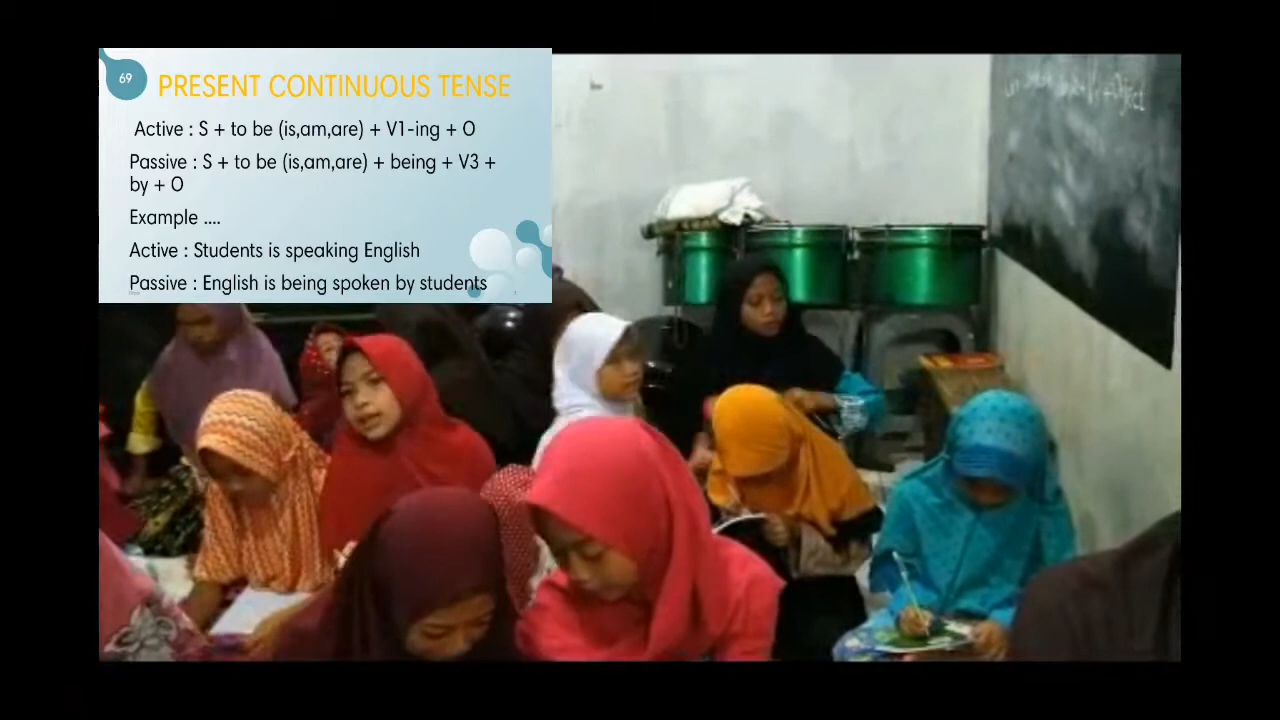 69
PRESENT CONTINUOUS TENSE
Active : S + to be (is,am,are) + V1-ing + O
Passive : S + to be (is,am,are) + being + V3 +
by + O
Example ....
Active : Students is speaking English
Passive : English is being spoken by students